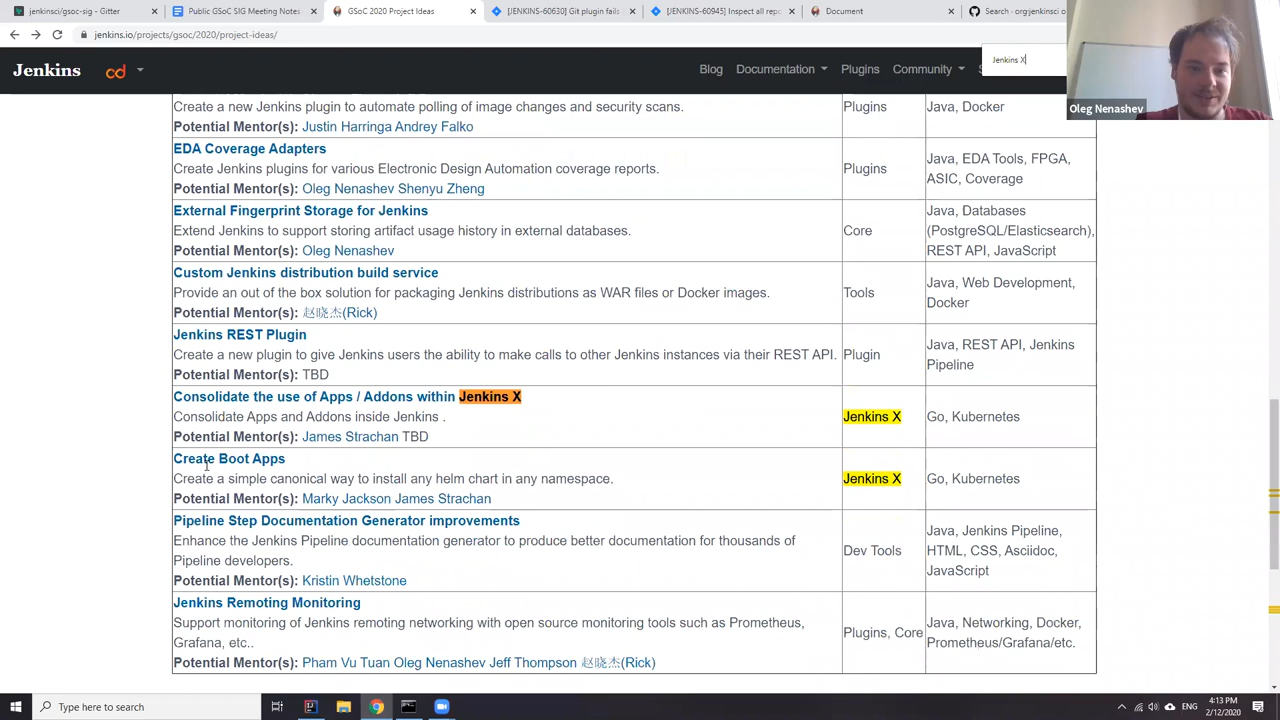 jenkinsci/gsoc-sig - Gitter
Public GSoC SIG Meeting Notes
GSoC 2020 Project Ideas
[JENKINS-60630] Git plugin fails
[JENKINS-60945] Inspect all repo
Document
Search · org:jenkinsci o
jenkins.io/projects/gsoc/2020/project-ideas/
Jenkins X
Jenkins
cd
Blog
Documentation
Plugins
Community
Oleg Nenashev
Create a new Jenkins plugin to automate polling of image changes and security scans.
Potential Mentor(s): Justin Harringa Andrey Falko
Plugins
Java, Docker
EDA Coverage Adapters
Create Jenkins plugins for various Electronic Design Automation coverage reports.
Potential Mentor(s): Oleg Nenashev Shenyu Zheng
Plugins
Java, EDA Tools, FPGA,
ASIC, Coverage
External Fingerprint Storage for Jenkins
Extend Jenkins to support storing artifact usage history in external databases.
Potential Mentor(s): Oleg Nenashev
Core
Java, Databases
(PostgreSQL/Elasticsearch),
REST API, JavaScript
Custom Jenkins distribution build service
Provide an out of the box solution for packaging Jenkins distributions as WAR files or Docker images.
Potential Mentor(s): 赵晓杰(Rick)
Tools
Java, Web Development,
Docker
Jenkins REST Plugin
Create a new plugin to give Jenkins users the ability to make calls to other Jenkins instances via their REST API.
Potential Mentor(s): TBD
Plugin
Java, REST API, Jenkins
Pipeline
Consolidate the use of Apps / Addons within Jenkins X
Consolidate Apps and Addons inside Jenkins .
Potential Mentor(s): James Strachan TBD
Jenkins X
Go, Kubernetes
Create Boot Apps
Create a simple canonical way to install any helm chart in any namespace.
Potential Mentor(s): Marky Jackson James Strachan
Jenkins X
Go, Kubernetes
Pipeline Step Documentation Generator improvements
Enhance the Jenkins Pipeline documentation generator to produce better documentation for thousands of
Pipeline developers.
Potential Mentor(s): Kristin Whetstone
Dev Tools
Java, Jenkins Pipeline,
HTML, CSS, Asciidoc,
JavaScript
Jenkins Remoting Monitoring
Support monitoring of Jenkins remoting networking with open source monitoring tools such as Prometheus,
Grafana, etc..
Potential Mentor(s): Pham Vu Tuan Oleg Nenashev Jeff Thompson 赵晓杰(Rick)
Plugins, Core
Java, Networking, Docker,
Prometheus/Grafana/etc.
Type here to search
4:13 PM
2/12/2020